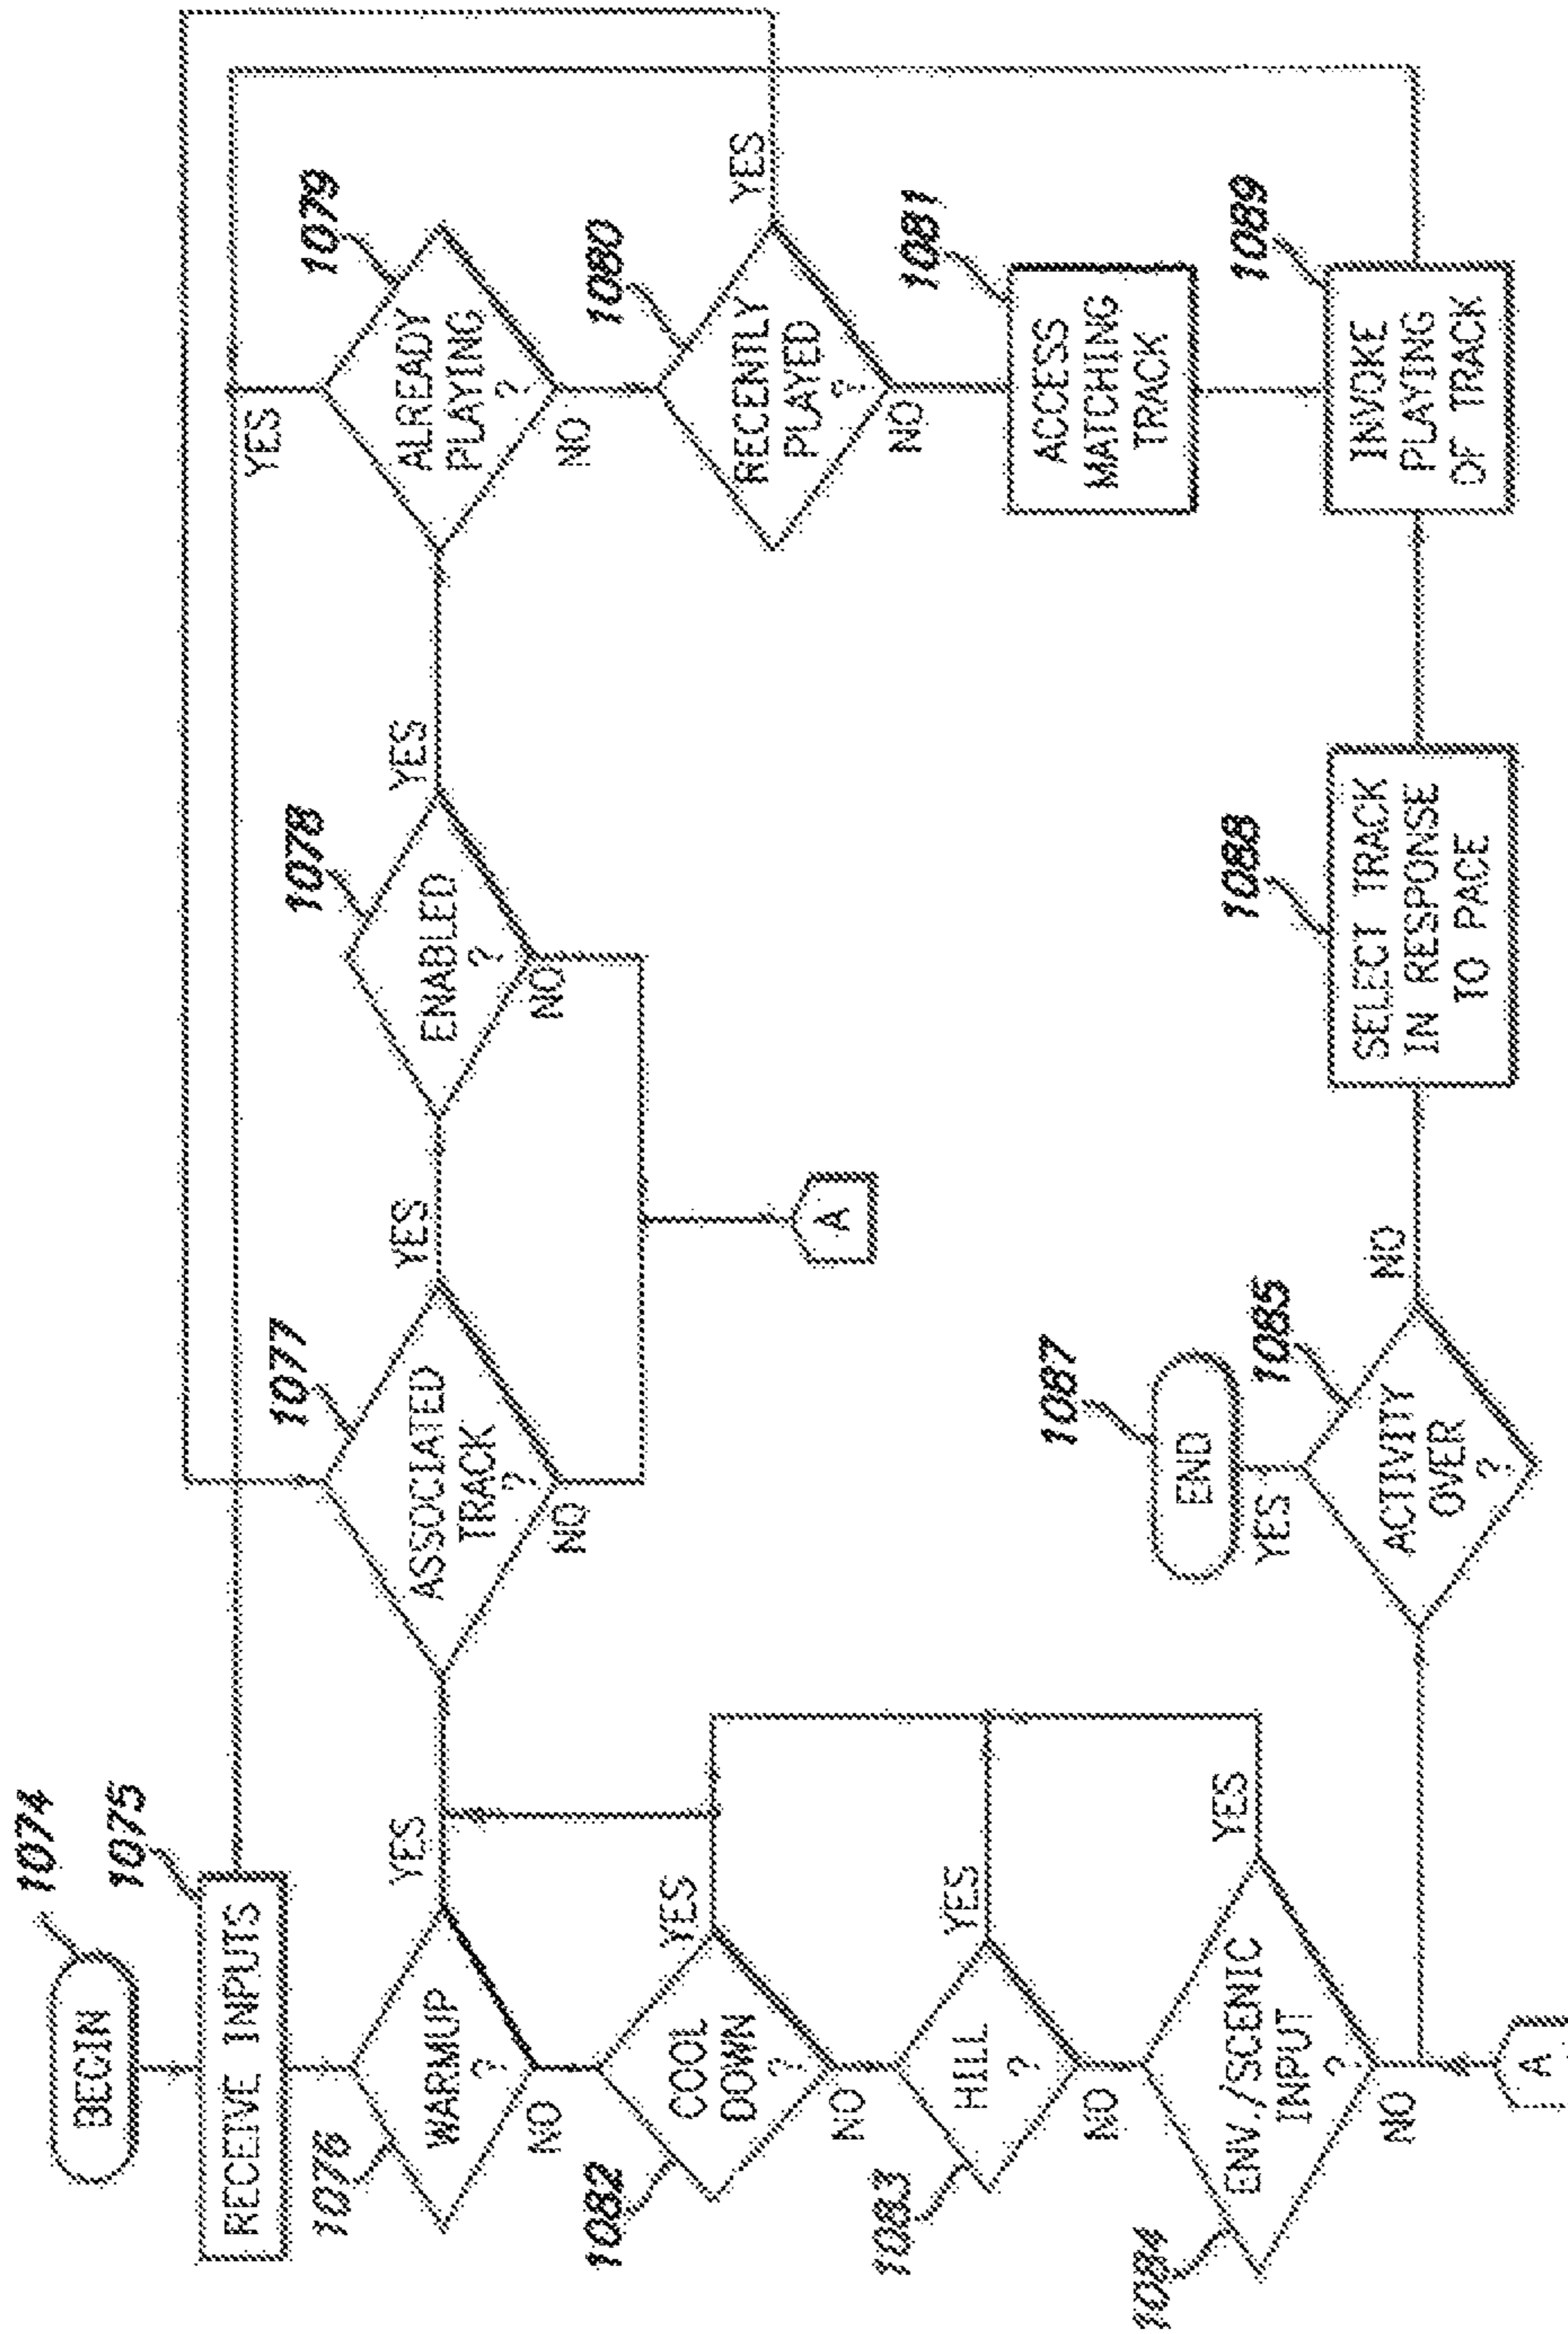 BEGIN
1074
RECEIVE INPUTS
1075
WARMUP
?
1076
YES
NO
ASSOCIATED
TRACK
?
1077
YES
NO
ENABLED
?
1078
YES
NO
ALREADY
PLAYING
?
1079
YES
NO
RECENTLY
PLAYED
?
1080
YES
NO
ACCESS
MATCHING
TRACK
1081
COOL
DOWN
?
1082
YES
NO
HILL
?
1083
YES
NO
ENV./SCENIC
INPUT
?
1084
YES
NO
A
A
ACTIVITY
OVER
?
1085
YES
NO
END
1087
SELECT TRACK
IN RESPONSE
TO PACE
1088
INVOKE
PLAYING
OF TRACK
1089